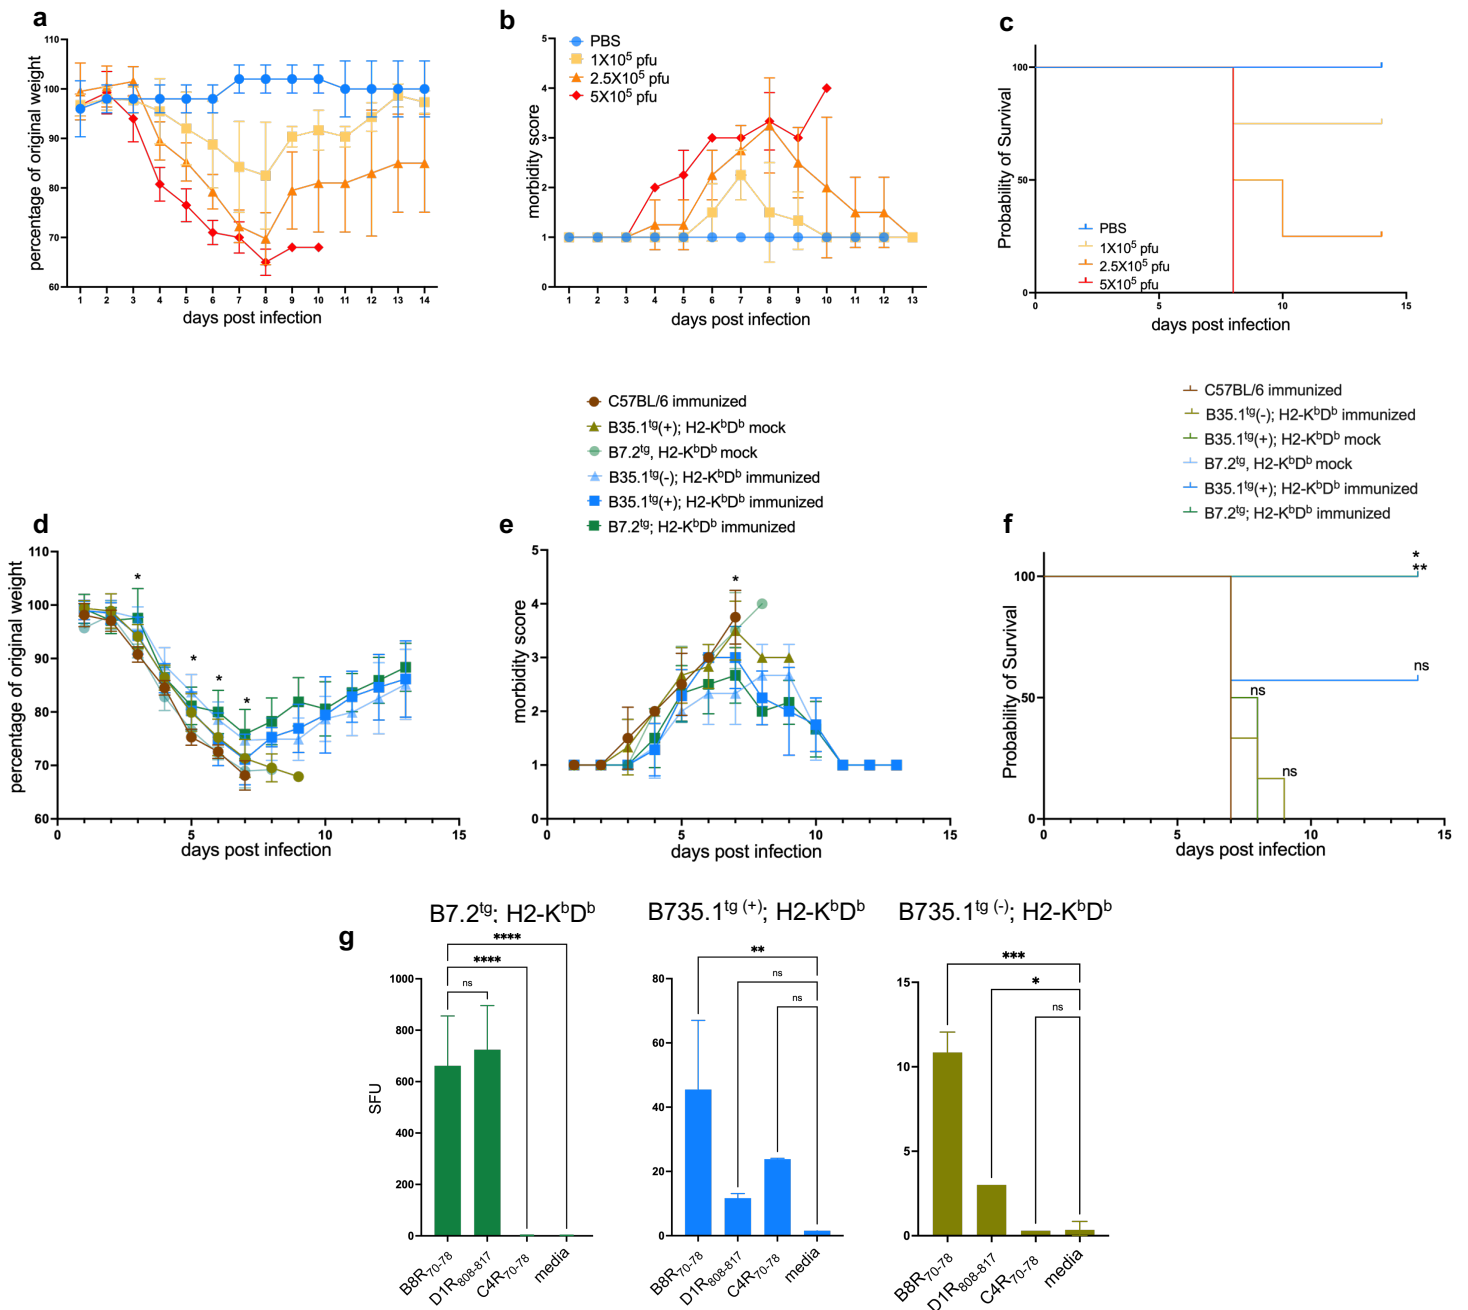 a
percentage of original weight
110
100
90
80
70
60
1 2 3 4 5 6 7 8 9 10 11 12 13 14
days post infection
b
PBS
1X10⁵ pfu
2.5X10⁵ pfu
5X10⁵ pfu
morbidity score
5
4
3
2
1
0
1 2 3 4 5 6 7 8 9 10 11 12 13
days post infection
c
Probability of Survival
100
50
0
PBS
1X10⁵ pfu
2.5X10⁵ pfu
5X10⁵ pfu
0 5 10 15
days post infection
C57BL/6 immunized
B35.1ᵗᵍ(+); H2-KᵇDᵇ mock
B7.2ᵗᵍ, H2-KᵇDᵇ mock
B35.1ᵗᵍ(-); H2-KᵇDᵇ immunized
B35.1ᵗᵍ(+); H2-KᵇDᵇ immunized
B7.2ᵗᵍ; H2-KᵇDᵇ immunized
C57BL/6 immunized
B35.1ᵗᵍ(-); H2-KᵇDᵇ immunized
B35.1ᵗᵍ(+); H2-KᵇDᵇ mock
B7.2ᵗᵍ, H2-KᵇDᵇ mock
B35.1ᵗᵍ(+); H2-KᵇDᵇ immunized
B7.2ᵗᵍ; H2-KᵇDᵇ immunized
d
percentage of original weight
110
100
90
80
70
60
*
*
*
*
0 5 10 15
days post infection
e
morbidity score
5
4
3
2
1
0
*
0 5 10 15
days post infection
f
Probability of Survival
100
50
0
*
**
ns
ns
ns
0 5 10 15
days post infection
g
B7.2ᵗᵍ; H2-KᵇDᵇ
****
****
ns
SFU
1000
800
600
400
200
0
B8R₇₀₋₇₈ D1R₈₀₈₋₈₁₇ C4R₇₀₋₇₈ media
B735.1ᵗᵍ ⁽⁺⁾; H2-KᵇDᵇ
**
ns
ns
80
60
40
20
0
B8R₇₀₋₇₈ D1R₈₀₈₋₈₁₇ C4R₇₀₋₇₈ media
B735.1ᵗᵍ ⁽⁻⁾; H2-KᵇDᵇ
***
*
ns
15
10
5
0
B8R₇₀₋₇₈ D1R₈₀₈₋₈₁₇ C4R₇₀₋₇₈ media